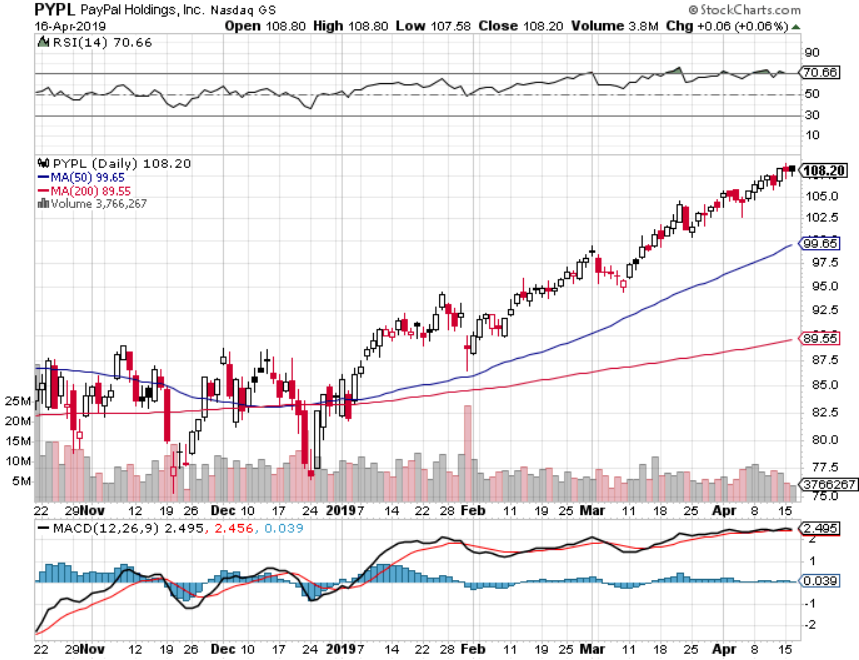 PYPL PayPal Holdings, Inc. Nasdaq GS © StockCharts.com
16-Apr-2019 Open 108.80 High 108.80 Low 107.58 Close 108.20 Volume 3.8M Chg +0.06 (+0.06%)
RSI(14) 70.66
90
70.66
50
30
10
PYPL (Daily) 108.20
MA(50) 99.65
MA(200) 89.55
Volume 3,766,267
108.20
105.0
102.5
99.65
97.5
95.0
92.5
89.55
87.5
85.0
82.5
80.0
77.5
75.0
25M
20M
15M
10M
5M
3766267
22 29 Nov 12 19 26 Dec 10 17 24 2019 7 14 22 28 Feb 11 19 25 Mar 11 18 25 Apr 8 15
MACD(12,26,9) 2.495, 2.456, 0.039
2.495
2
1
0.039
-1
-2
22 29 Nov 12 19 26 Dec 10 17 24 2019 7 14 22 28 Feb 11 19 25 Mar 11 18 25 Apr 8 15